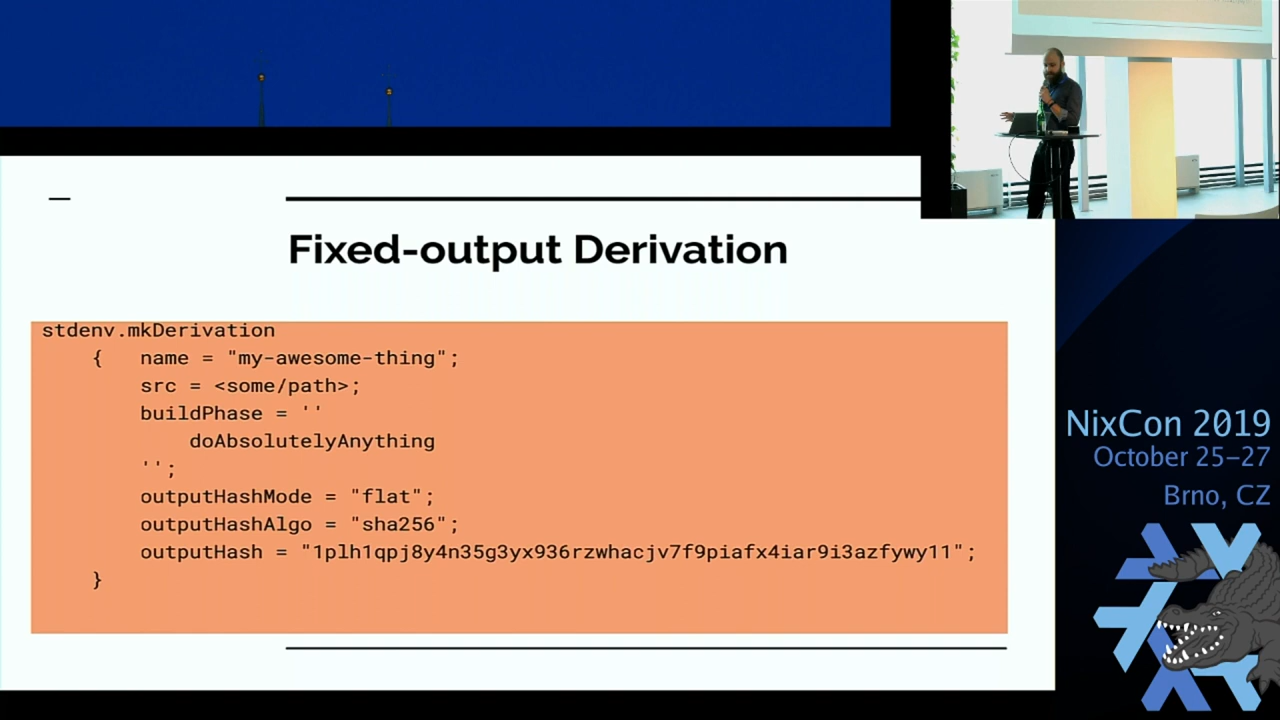 Fixed-output Derivation
stdenv.mkDerivation
{ name = "my-awesome-thing";
src = <some/path>;
buildPhase = ''
doAbsolutelyAnything
'';
outputHashMode = "flat";
outputHashAlgo = "sha256";
outputHash = "1plh1qpj8y4n35g3yx936rzwhacjv7f9piafx4iar9i3azfywy11";
}
NixCon 2019
October 25–27
Brno, CZ